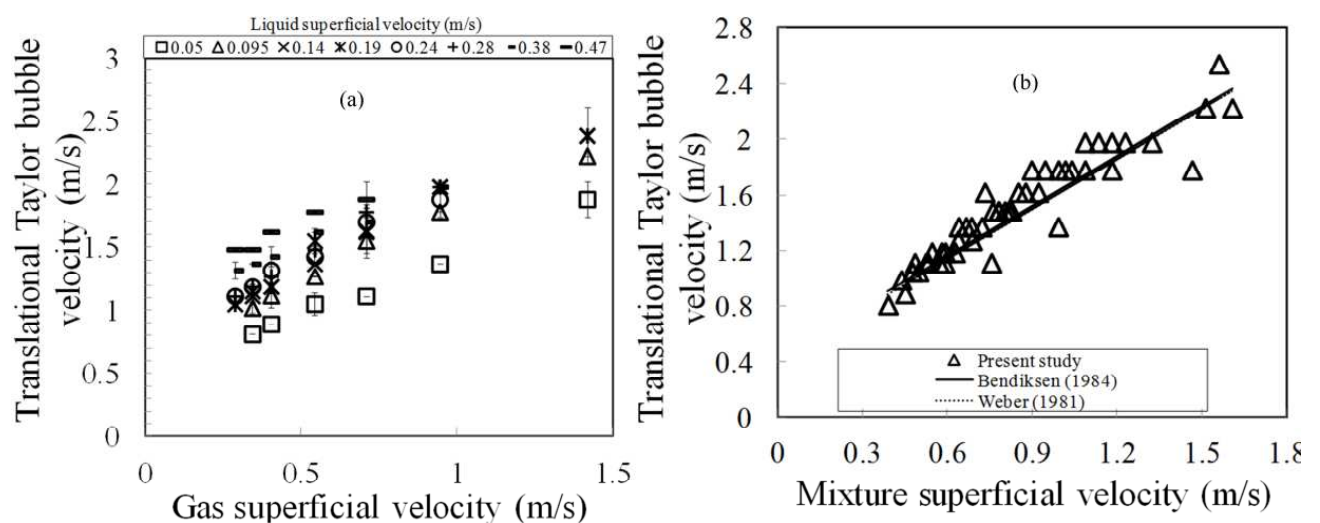 Liquid superficial velocity (m/s)
0.05 0.095 0.14 0.19 0.24 0.28 0.38 0.47
Translational Taylor bubble
velocity (m/s)
3
2.5
2
1.5
1
0.5
0
(a)
0 0.5 1 1.5
Gas superficial velocity (m/s)
Translational Taylor bubble
velocity (m/s)
2.8
2.4
2
1.6
1.2
0.8
0.4
0
(b)
Present study
Bendiksen (1984)
Weber (1981)
0 0.3 0.6 0.9 1.2 1.5 1.8
Mixture superficial velocity (m/s)